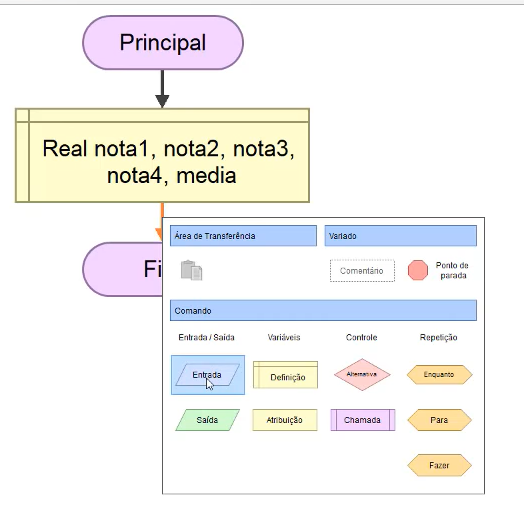 Principal
Real nota1, nota2, nota3,
nota4, media
Fi
Área de Transferência
Variado
Comentário
Ponto de
parada
Comando
Entrada / Saída
Variáveis
Controle
Repetição
Entrada
Definição
Alternativa
Enquanto
Saída
Atribuição
Chamada
Para
Fazer